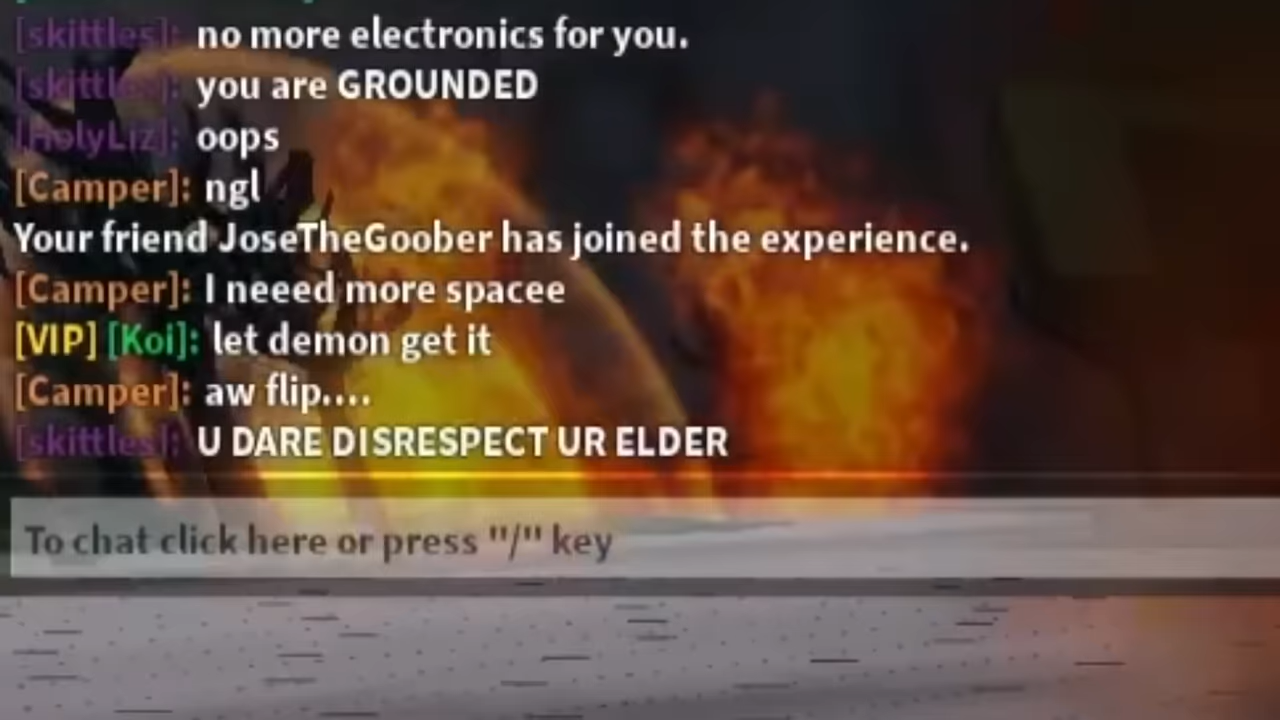 [skittles]: no more electronics for you.
[skittles]: you are GROUNDED
[HolyLiz]: oops
[Camper]: ngl
Your friend JoseTheGoober has joined the experience.
[Camper]: I neeed more spacee
[VIP] [Koi]: let demon get it
[Camper]: aw flip....
[skittles]: U DARE DISRESPECT UR ELDER
To chat click here or press "/" key